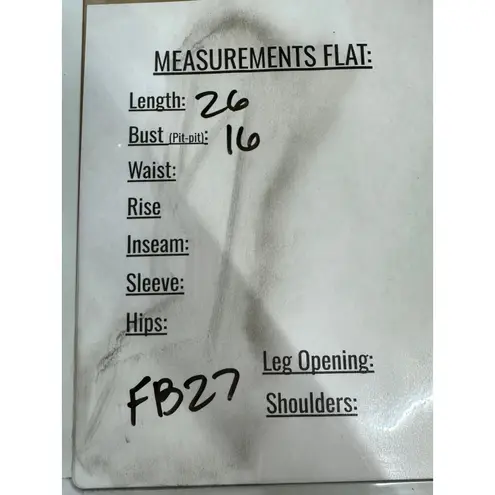 MEASUREMENTS FLAT:
Length: 26
Bust (Pit-pit): 16
Waist:
Rise
Inseam:
Sleeve:
Hips:
Leg Opening:
FB27
Shoulders: